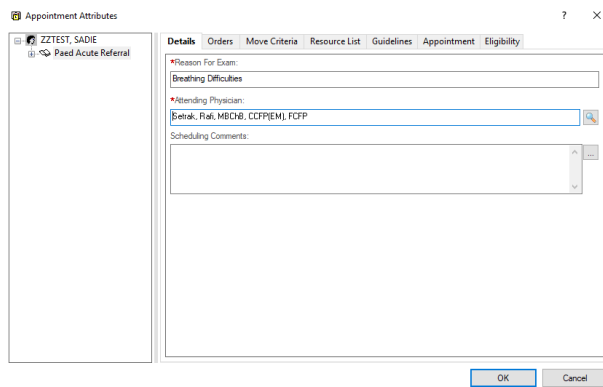 Appointment Attributes
?
ZZTEST, SADIE
Paed Acute Referral
Details Orders Move Criteria Resource List Guidelines Appointment Eligibility
*Reason For Exam:
Breathing Difficulties
*Attending Physician:
Setrak, Rafi, MBChB, CCFP(EM), FCFP
Scheduling Comments:
...
OK Cancel